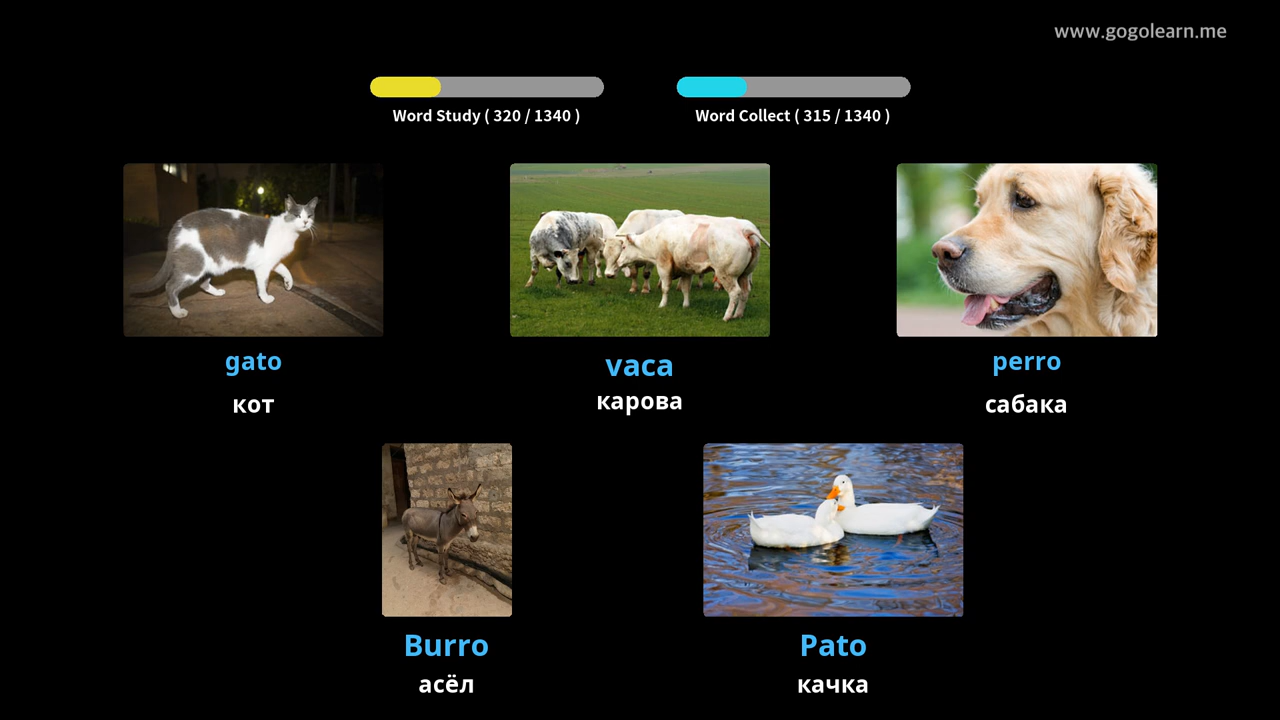 www.gogolearn.me
Word Study ( 320 / 1340 )
Word Collect ( 315 / 1340 )
gato
vaca
perro
кот
карова
сабака
Burro
Pato
асёл
качка